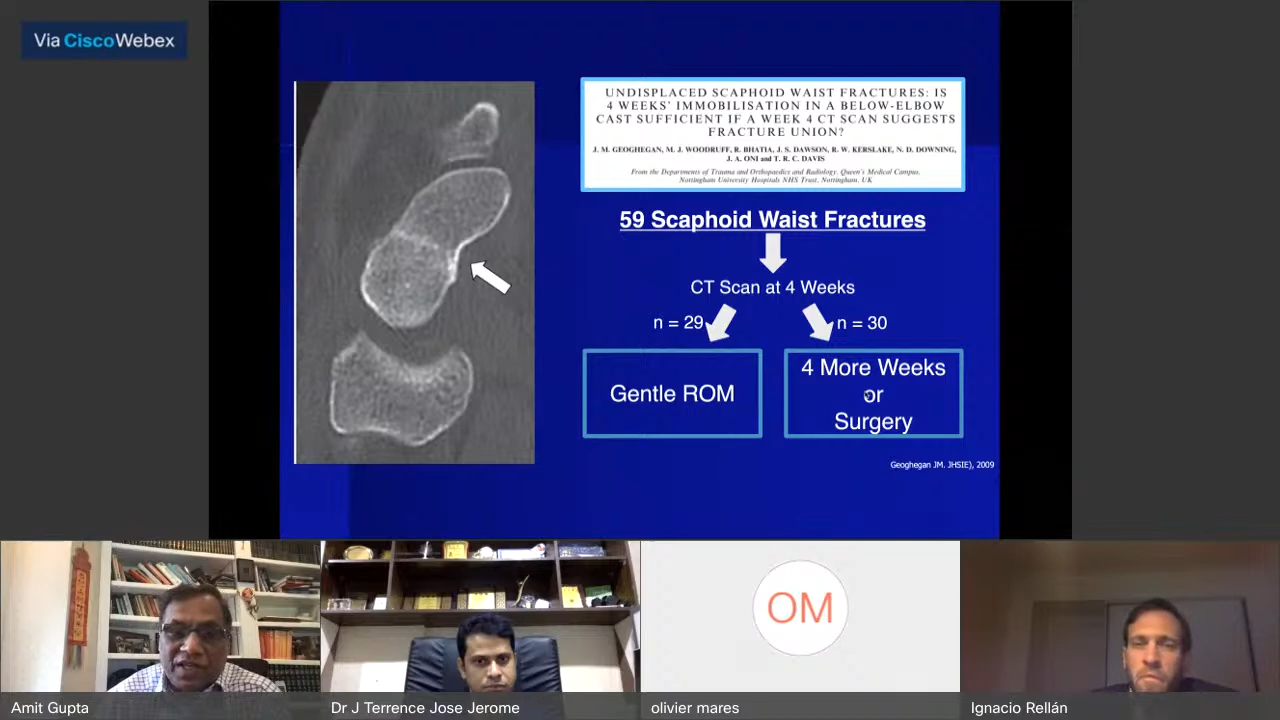 Via CiscoWebex
UNDISPLACED SCAPHOID WAIST FRACTURES: IS
4 WEEKS' IMMOBILISATION IN A BELOW-ELBOW
CAST SUFFICIENT IF A WEEK 4 CT SCAN SUGGESTS
FRACTURE UNION?
J. M. GEOGHEGAN, M. J. WOODRUFF, R. BHATIA, J. S. DAWSON, R. W. KERSLAKE, N. D. DOWNING,
J. A. ONI and T. R. C. DAVIS
From the Departments of Trauma and Orthopaedics and Radiology, Queen's Medical Campus,
Nottingham University Hospitals NHS Trust, Nottingham, UK
59 Scaphoid Waist Fractures
CT Scan at 4 Weeks
n = 29
n = 30
Gentle ROM
4 More Weeks
or
Surgery
Geoghegan JM. JHSIE), 2009
OM
Amit Gupta
Dr J Terrence Jose Jerome
olivier mares
Ignacio Rellán